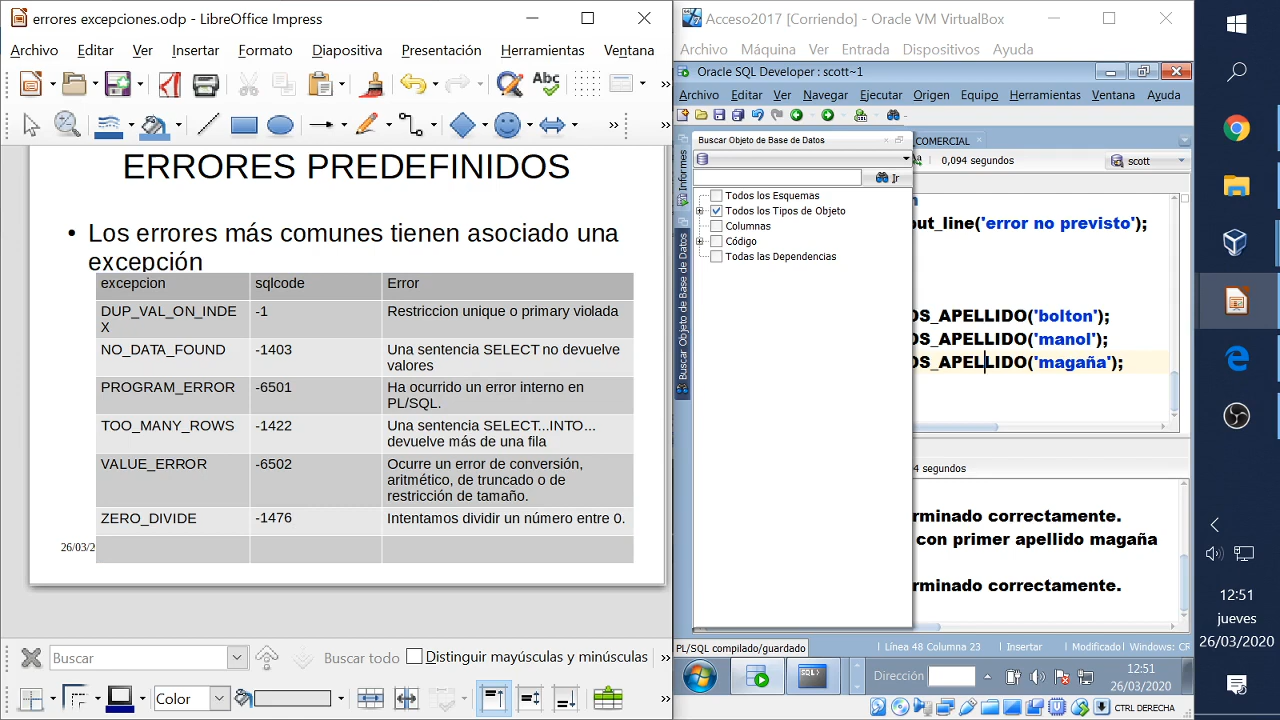 errores excepciones.odp - LibreOffice Impress
Archivo Editar Ver Insertar Formato Diapositiva Presentación Herramientas Ventana
Abc
ERRORES PREDEFINIDOS
• Los errores más comunes tienen asociado una
excepción
excepcion sqlcode Error
DUP_VAL_ON_INDE
X
-1 Restriccion unique o primary violada
NO_DATA_FOUND -1403 Una sentencia SELECT no devuelve
valores
PROGRAM_ERROR -6501 Ha ocurrido un error interno en
PL/SQL.
TOO_MANY_ROWS -1422 Una sentencia SELECT...INTO...
devuelve más de una fila
VALUE_ERROR -6502 Ocurre un error de conversión,
aritmético, de truncado o de
restricción de tamaño.
ZERO_DIVIDE -1476 Intentamos dividir un número entre 0.
26/03/2
Buscar Buscar todo Distinguir mayúsculas y minúsculas
Color
Acceso2017 [Corriendo] - Oracle VM VirtualBox
Archivo Máquina Ver Entrada Dispositivos Ayuda
Oracle SQL Developer : scott~1
Archivo Editar Ver Navegar Ejecutar Origen Equipo Herramientas Ventana Ayuda
Informes
Buscar Objeto de Base de Datos
Buscar Objeto de Base de Datos
Ir
Todos los Esquemas
Todos los Tipos de Objeto
Columnas
Código
Todas las Dependencias
COMERCIAL
0,094 segundos scott
put_line('error no previsto');
OS_APELLIDO('bolton');
OS_APELLIDO('manol');
OS_APELLIDO('magaña');
4 segundos
rminado correctamente.
con primer apellido magaña
rminado correctamente.
PL/SQL compilado/guardado Línea 48 Columna 23 Insertar Modificado Windows: CR
Dirección
12:51
26/03/2020
CTRL DERECHA
12:51
jueves
26/03/2020